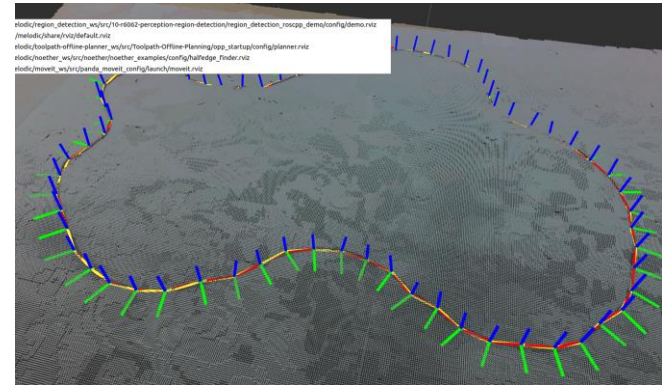 elodic/region_detection_ws/src/10-r6062-perception-region-detection/region_detection_roscpp_demo/config/demo.rviz
/melodic/share/rviz/default.rviz
elodic/toolpath-offline-planner_ws/src/Toolpath-Offline-Planning/opp_startup/config/planner.rviz
elodic/noether_ws/src/noether/noether_examples/config/halfedge_finder.rviz
elodic/moveit_ws/src/panda_moveit_config/launch/moveit.rviz